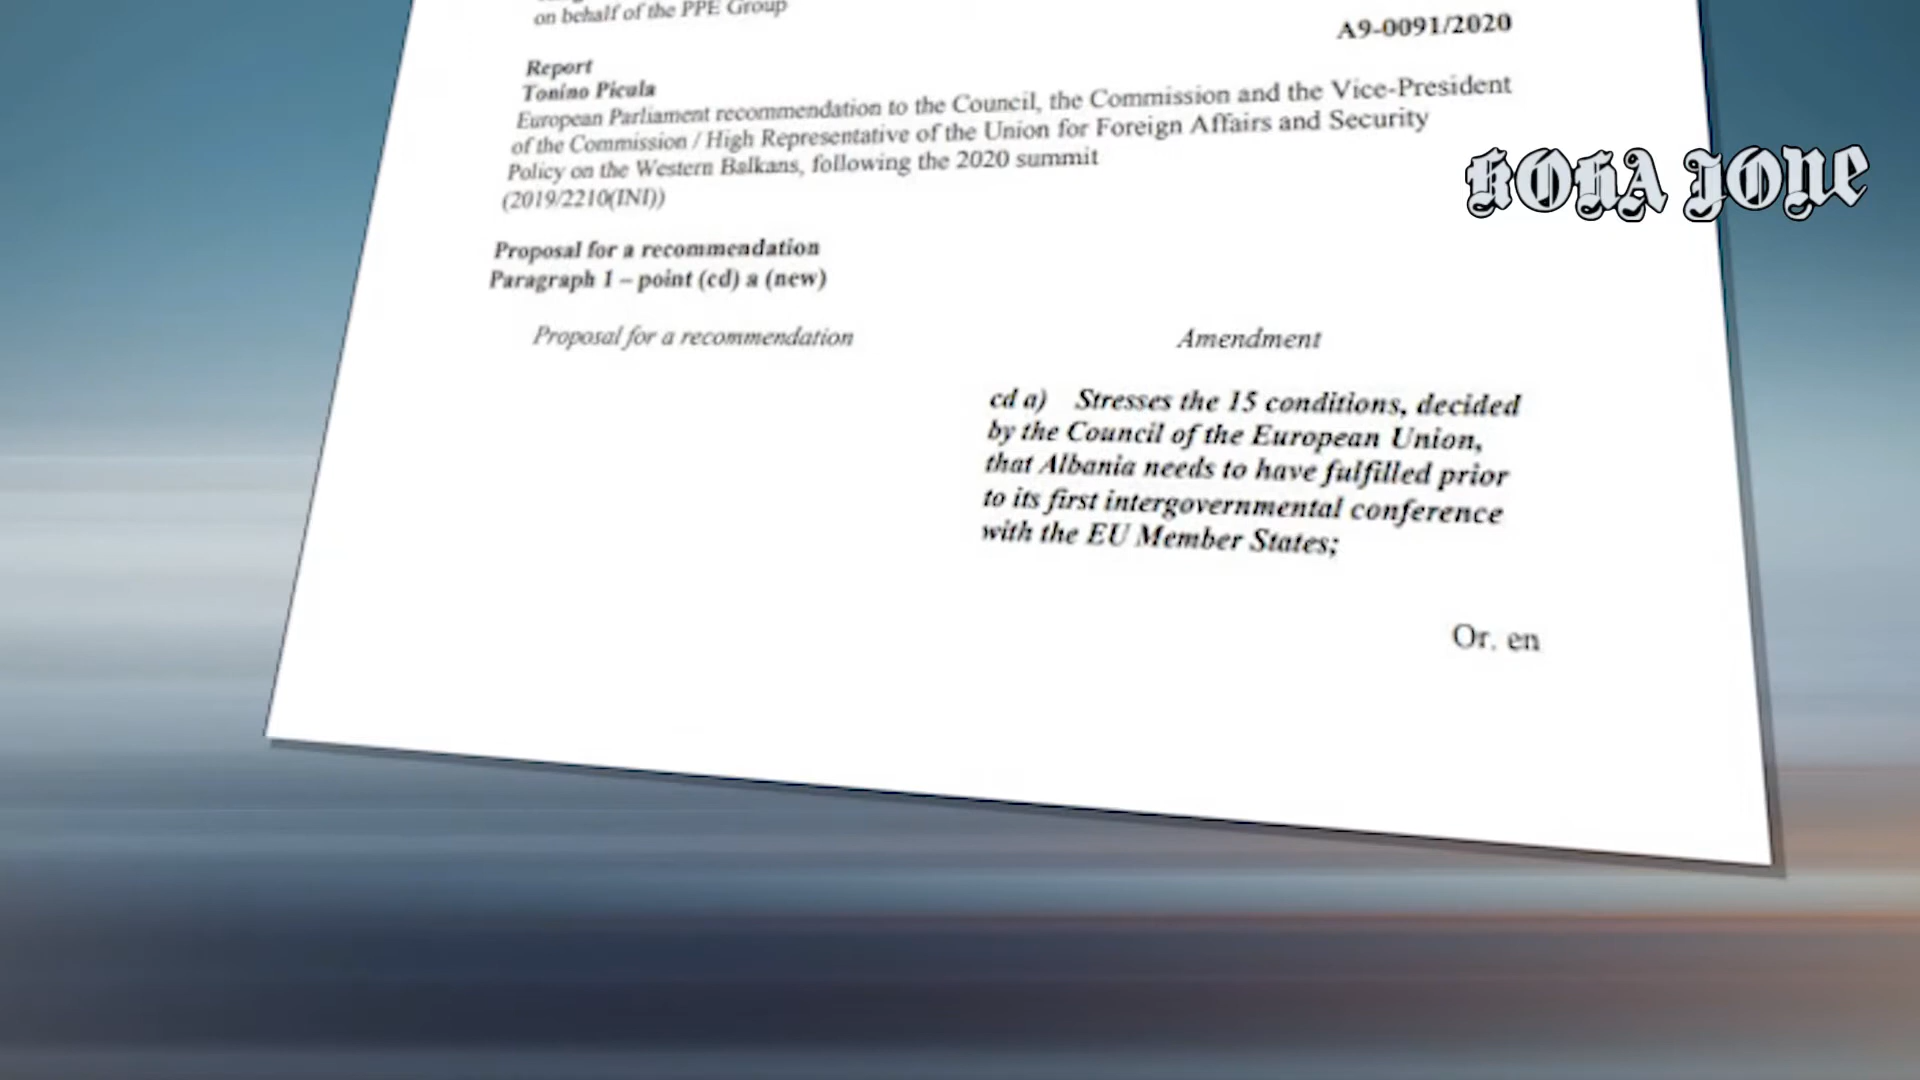 on behalf of the PPE Group
A9-0091/2020
Report
Tonino Picula
European Parliament recommendation to the Council, the Commission and the Vice-President
of the Commission / High Representative of the Union for Foreign Affairs and Security
Policy on the Western Balkans, following the 2020 summit
(2019/2210(INI))
KOHA JONE
Proposal for a recommendation
Paragraph 1 – point (cd) a (new)
Proposal for a recommendation
Amendment
cd a) Stresses the 15 conditions, decided
by the Council of the European Union,
that Albania needs to have fulfilled prior
to its first intergovernmental conference
with the EU Member States;
Or. en